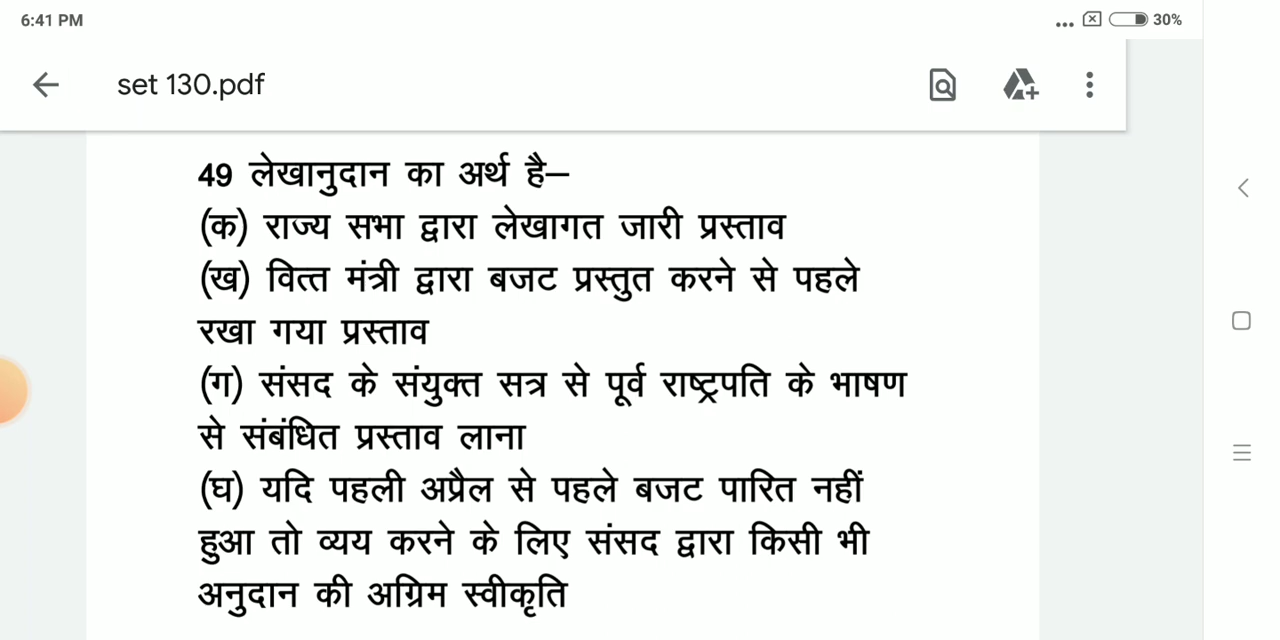 6:41 PM
30%
set 130.pdf
49 लेखानुदान का अर्थ है–
(क) राज्य सभा द्वारा लेखागत जारी प्रस्ताव
(ख) वित्त मंत्री द्वारा बजट प्रस्तुत करने से पहले
रखा गया प्रस्ताव
(ग) संसद के संयुक्त सत्र से पूर्व राष्ट्रपति के भाषण
से संबंधित प्रस्ताव लाना
(घ) यदि पहली अप्रैल से पहले बजट पारित नहीं
हुआ तो व्यय करने के लिए संसद द्वारा किसी भी
अनुदान की अग्रिम स्वीकृति